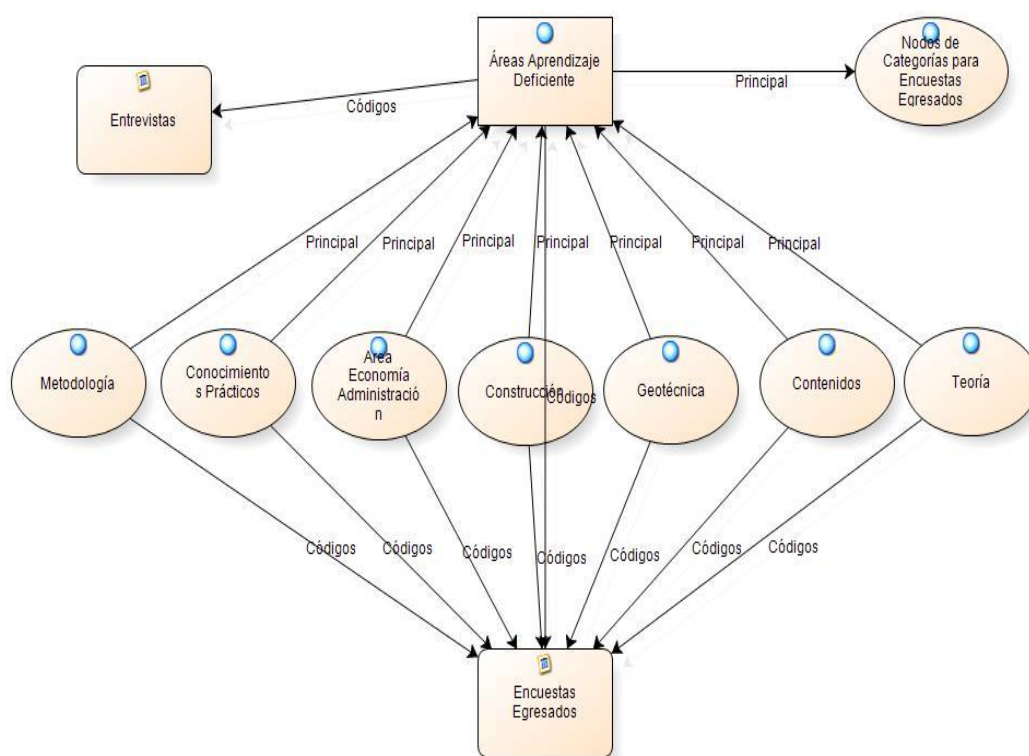 Áreas Aprendizaje
Deficiente
Nodos de
Categorías para
Encuestas
Egresados
Principal
Códigos
Entrevistas
Principal
Principal
Principal
Principal
Principal
Principal
Principal
Metodología
Conocimiento
s Prácticos
Area
Economía
Administració
n
Construcción
Códigos
Geotécnica
Contenidos
Teoría
Códigos
Códigos
Códigos
Códigos
Códigos
Códigos
Códigos
Encuestas
Egresados